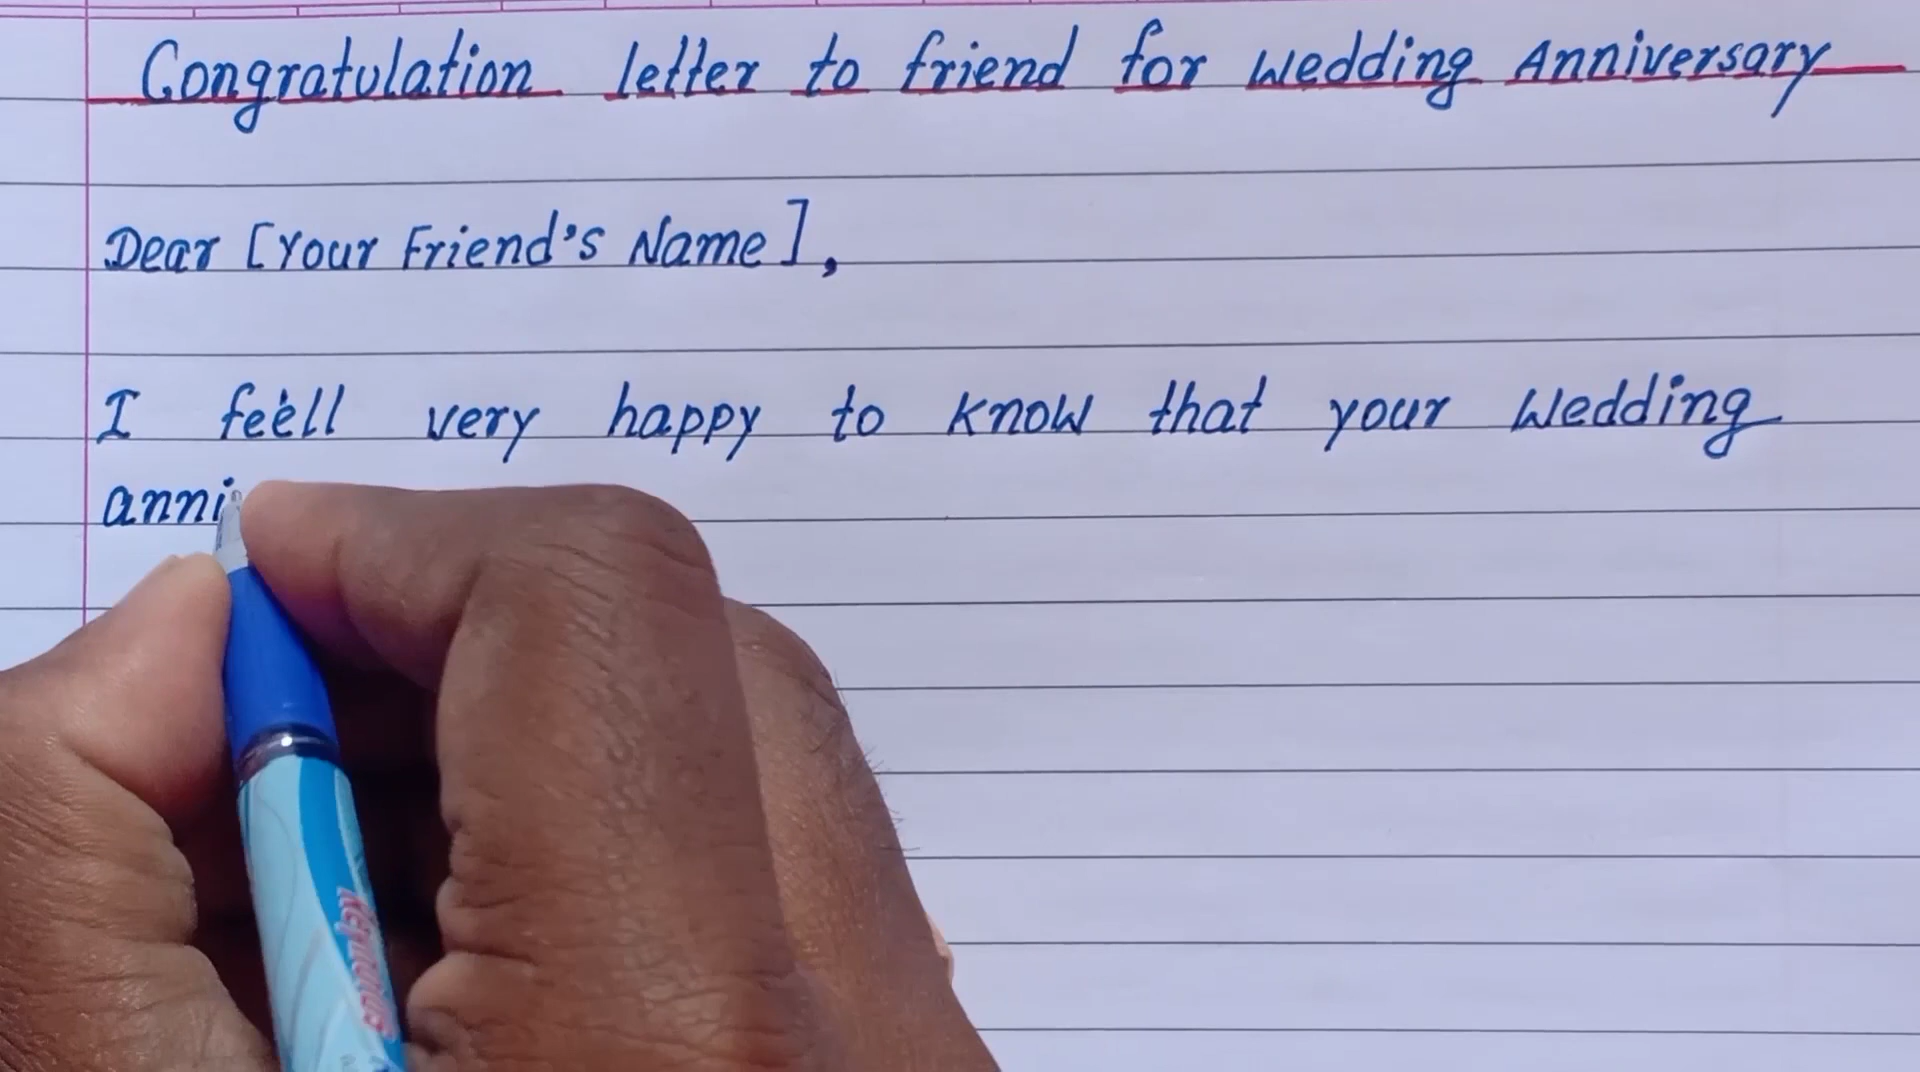 Congratulation letter to friend for wedding Anniversary
Dear [Your Friend's Name],
I feell very happy to know that your wedding
anni